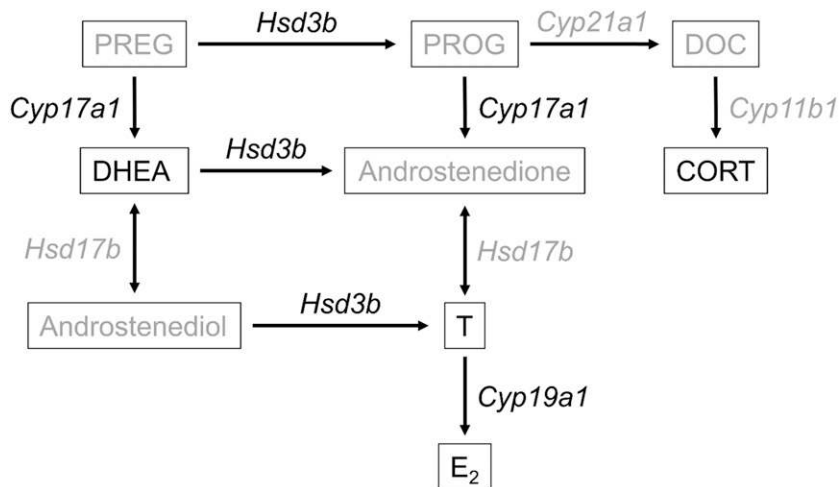 Hsd3b
Cyp21a1
PREG
PROG
DOC
Cyp17a1
Cyp17a1
Cyp11b1
Hsd3b
DHEA
Androstenedione
CORT
Hsd17b
Hsd17b
Hsd3b
Androstenediol
T
Cyp19a1
E₂